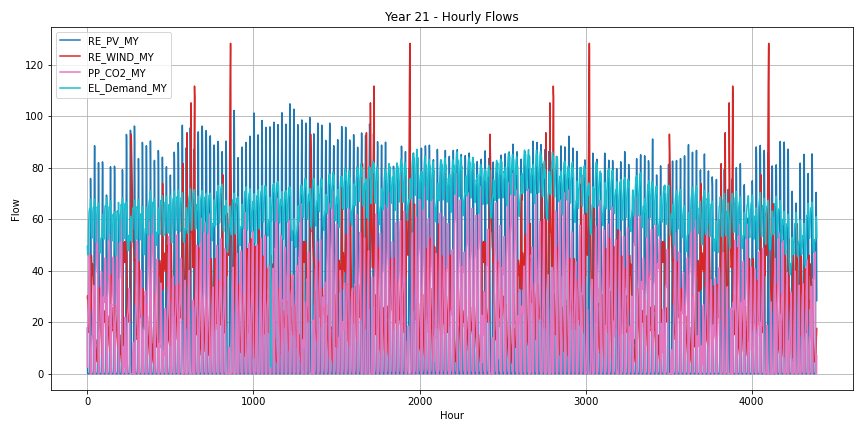 Year 21 - Hourly Flows
RE_PV_MY
RE_WIND_MY
PP_CO2_MY
EL_Demand_MY
120
100
80
60
40
20
0
Flow
0 1000 2000 3000 4000
Hour